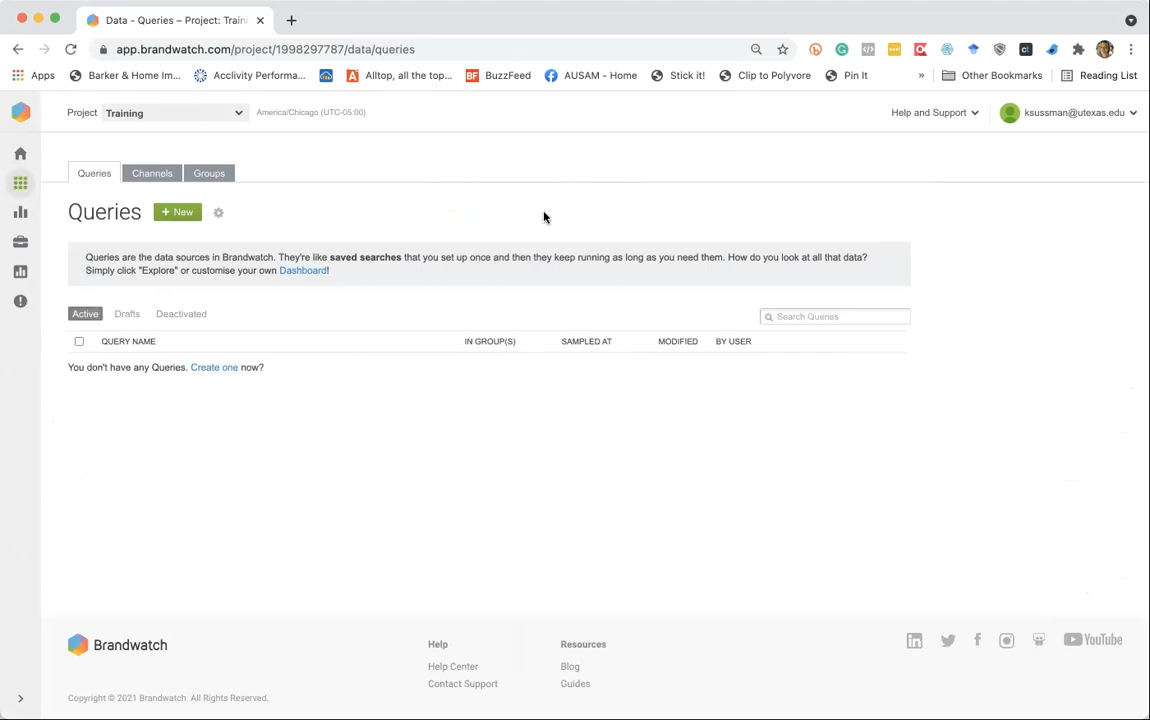 Data - Queries – Project: Traini
app.brandwatch.com/project/1998297787/data/queries
Apps
Barker & Home Im...
Acclivity Performa...
Alltop, all the top...
BuzzFeed
AUSAM - Home
Stick it!
Clip to Polyvore
Pin It
»
Other Bookmarks
Reading List
Project Training America/Chicago (UTC-05:00)
Help and Support
ksussman@utexas.edu
Queries Channels Groups
Queries + New
Queries are the data sources in Brandwatch. They're like saved searches that you set up once and then they keep running as long as you need them. How do you look at all that data?
Simply click "Explore" or customise your own Dashboard!
Active Drafts Deactivated
Search Queries
QUERY NAME IN GROUP(S) SAMPLED AT MODIFIED BY USER
You don't have any Queries. Create one now?
Brandwatch
Help
Help Center
Contact Support
Resources
Blog
Guides
YouTube
Copyright © 2021 Brandwatch. All Rights Reserved.